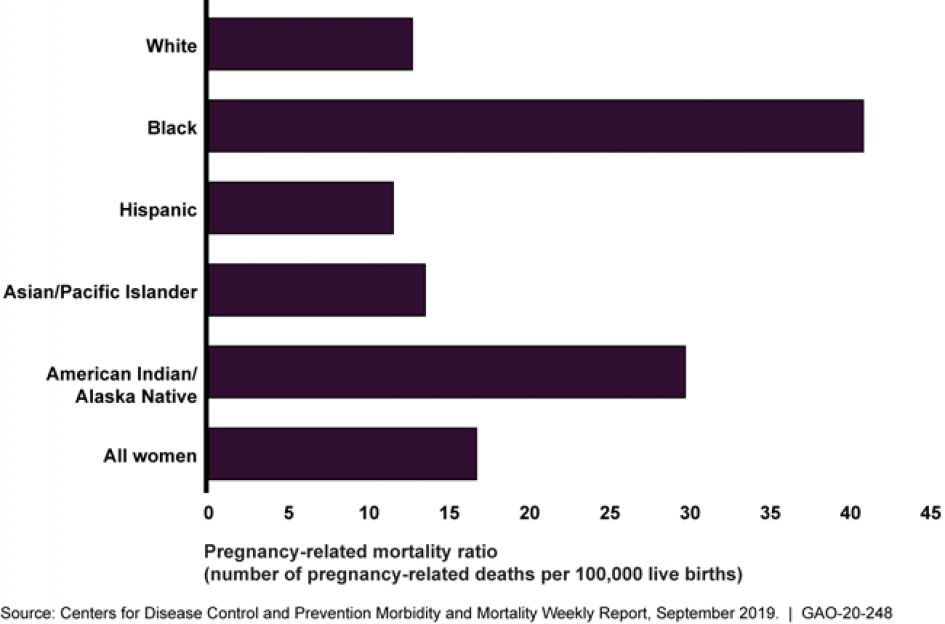 White
Black
Hispanic
Asian/Pacific Islander
American Indian/
Alaska Native
All women
0 5 10 15 20 25 30 35 40 45
Pregnancy-related mortality ratio
(number of pregnancy-related deaths per 100,000 live births)
Source: Centers for Disease Control and Prevention Morbidity and Mortality Weekly Report, September 2019. | GAO-20-248